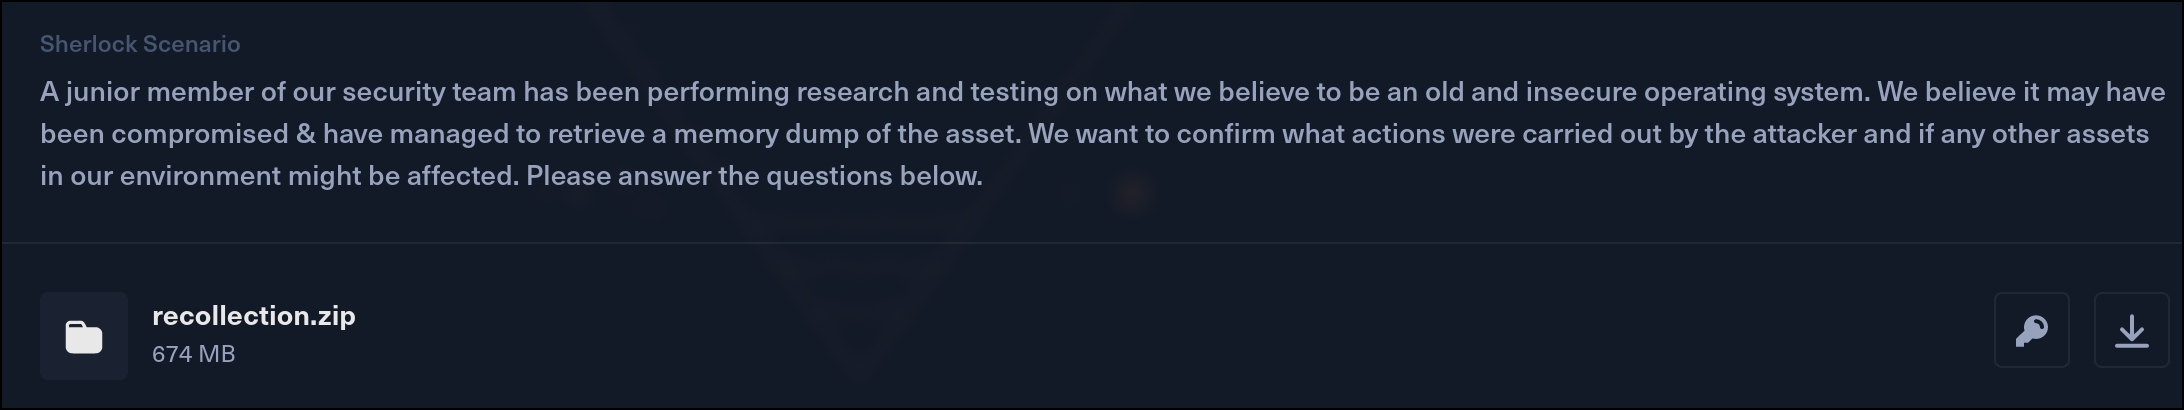 Sherlock Scenario
A junior member of our security team has been performing research and testing on what we believe to be an old and insecure operating system. We believe it may have
been compromised & have managed to retrieve a memory dump of the asset. We want to confirm what actions were carried out by the attacker and if any other assets
in our environment might be affected. Please answer the questions below.
recollection.zip
674 MB